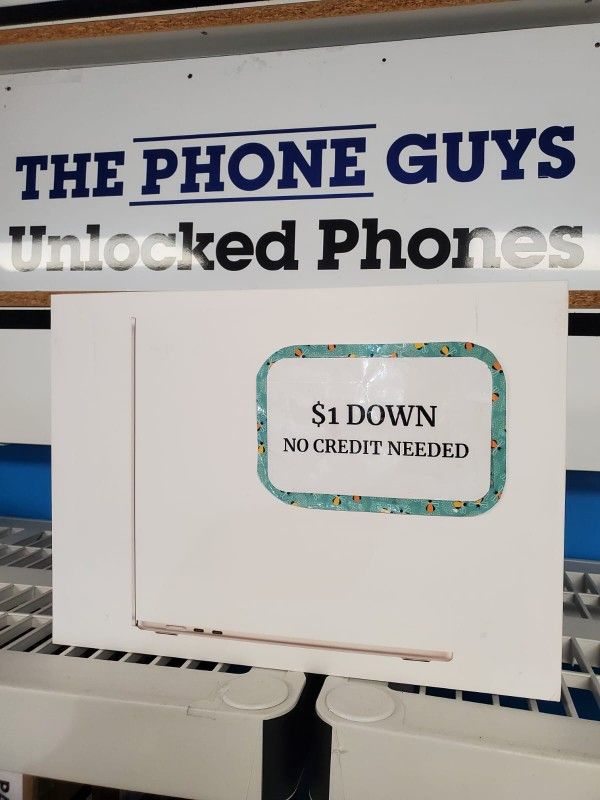 THE PHONE GUYS
Unlocked Phones
$1 DOWN
NO CREDIT NEEDED